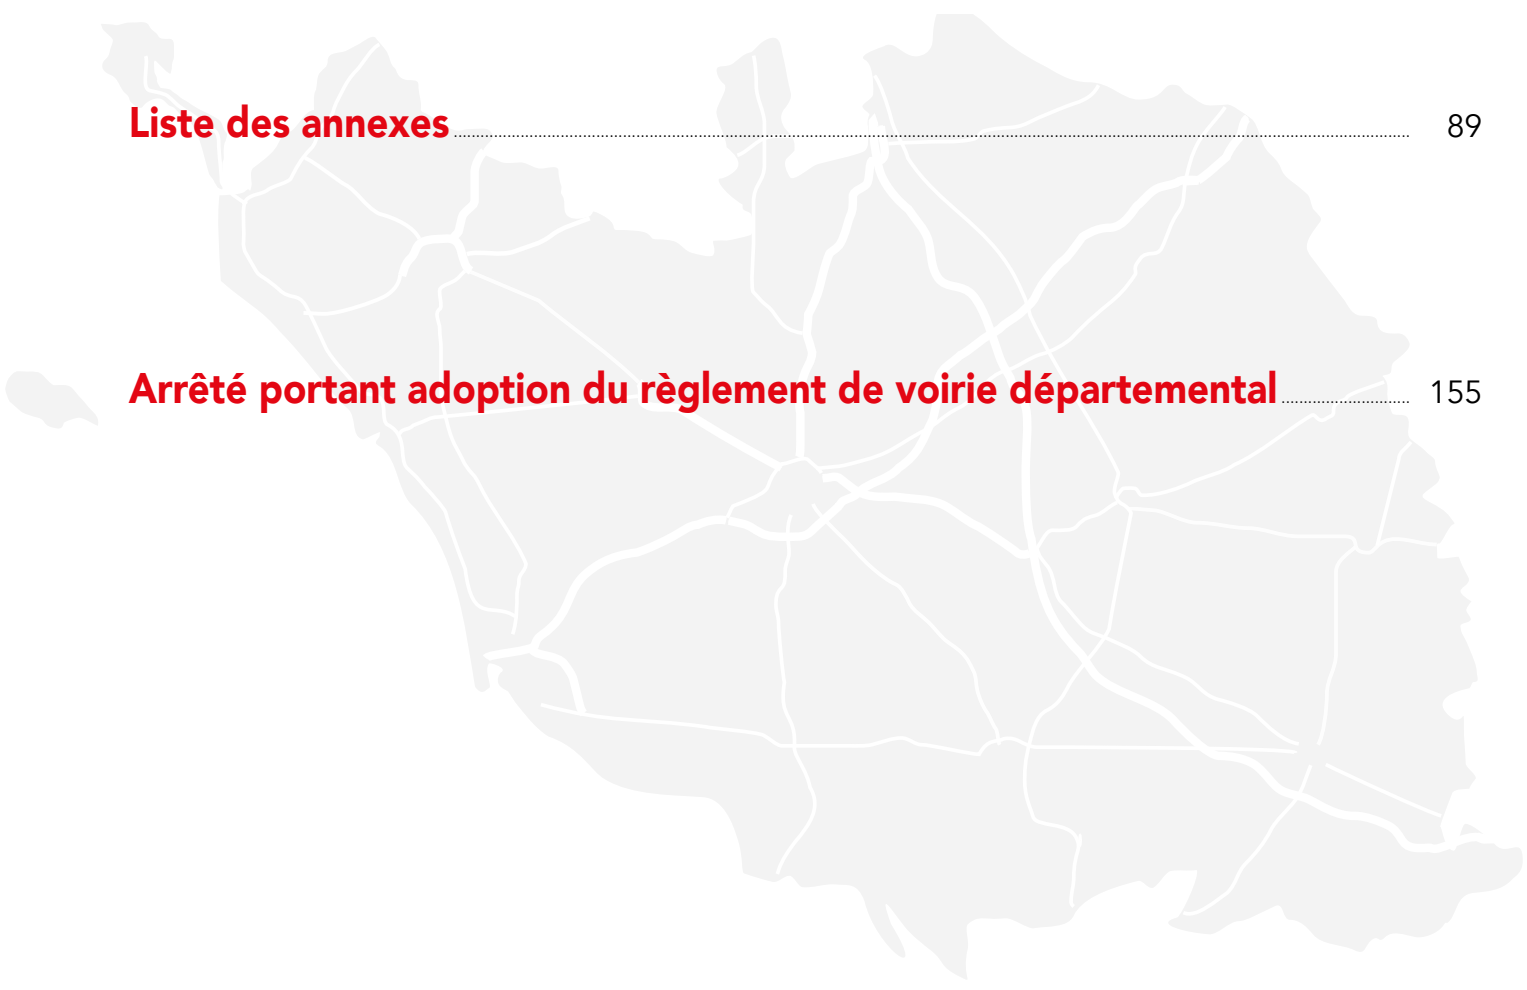 Liste des annexes 89
Arrêté portant adoption du règlement de voirie départemental 155